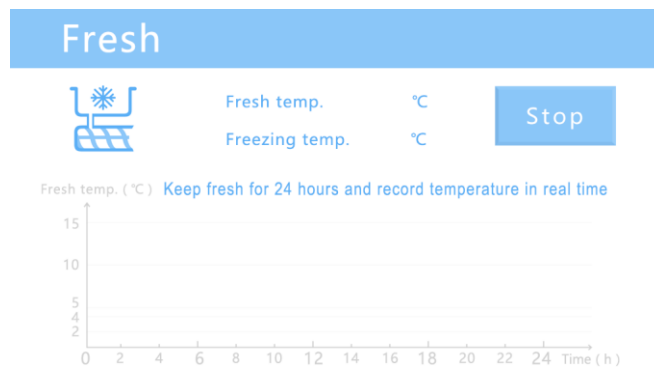 Fresh
Fresh temp. ℃
Stop
Freezing temp. ℃
Fresh temp. ( ℃ ) Keep fresh for 24 hours and record temperature in real time
15
10
5
4
2
0 2 4 6 8 10 12 14 16 18 20 22 24 Time ( h )